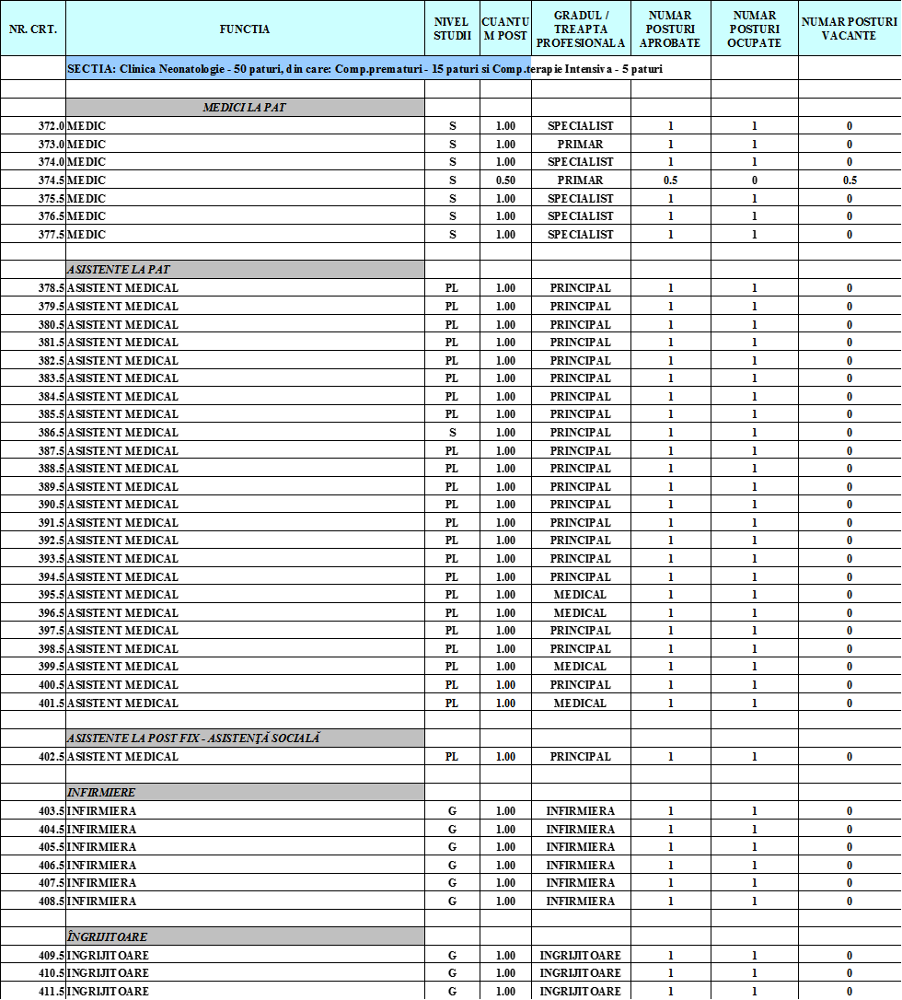 NR. CRT. FUNCTIA NIVEL STUDII CUANTUM POST GRADUL / TREAPTA PROFESIONALA NUMAR POSTURI APROBATE NUMAR POSTURI OCUPATE NUMAR POSTURI VACANTE
SECTIA: Clinica Neonatologie - 50 paturi, din care: Comp.prematuri - 15 paturi si Comp.terapie Intensiva - 5 paturi
MEDICI LA PAT
372.0 MEDIC S 1.00 SPECIALIST 1 1 0
373.0 MEDIC S 1.00 PRIMAR 1 1 0
374.0 MEDIC S 1.00 SPECIALIST 1 1 0
374.5 MEDIC S 0.50 PRIMAR 0.5 0 0.5
375.5 MEDIC S 1.00 SPECIALIST 1 1 0
376.5 MEDIC S 1.00 SPECIALIST 1 1 0
377.5 MEDIC S 1.00 SPECIALIST 1 1 0
ASISTENTE LA PAT
378.5 ASISTENT MEDICAL PL 1.00 PRINCIPAL 1 1 0
379.5 ASISTENT MEDICAL PL 1.00 PRINCIPAL 1 1 0
380.5 ASISTENT MEDICAL PL 1.00 PRINCIPAL 1 1 0
381.5 ASISTENT MEDICAL PL 1.00 PRINCIPAL 1 1 0
382.5 ASISTENT MEDICAL PL 1.00 PRINCIPAL 1 1 0
383.5 ASISTENT MEDICAL PL 1.00 PRINCIPAL 1 1 0
384.5 ASISTENT MEDICAL PL 1.00 PRINCIPAL 1 1 0
385.5 ASISTENT MEDICAL PL 1.00 PRINCIPAL 1 1 0
386.5 ASISTENT MEDICAL S 1.00 PRINCIPAL 1 1 0
387.5 ASISTENT MEDICAL PL 1.00 PRINCIPAL 1 1 0
388.5 ASISTENT MEDICAL PL 1.00 PRINCIPAL 1 1 0
389.5 ASISTENT MEDICAL PL 1.00 PRINCIPAL 1 1 0
390.5 ASISTENT MEDICAL PL 1.00 PRINCIPAL 1 1 0
391.5 ASISTENT MEDICAL PL 1.00 PRINCIPAL 1 1 0
392.5 ASISTENT MEDICAL PL 1.00 PRINCIPAL 1 1 0
393.5 ASISTENT MEDICAL PL 1.00 PRINCIPAL 1 1 0
394.5 ASISTENT MEDICAL PL 1.00 PRINCIPAL 1 1 0
395.5 ASISTENT MEDICAL PL 1.00 MEDICAL 1 1 0
396.5 ASISTENT MEDICAL PL 1.00 MEDICAL 1 1 0
397.5 ASISTENT MEDICAL PL 1.00 PRINCIPAL 1 1 0
398.5 ASISTENT MEDICAL PL 1.00 PRINCIPAL 1 1 0
399.5 ASISTENT MEDICAL PL 1.00 MEDICAL 1 1 0
400.5 ASISTENT MEDICAL PL 1.00 PRINCIPAL 1 1 0
401.5 ASISTENT MEDICAL PL 1.00 MEDICAL 1 1 0
ASISTENTE LA POST FIX - ASISTENŢĂ SOCIALĂ
402.5 ASISTENT MEDICAL PL 1.00 PRINCIPAL 1 1 0
INFIRMIERE
403.5 INFIRMIERA G 1.00 INFIRMIERA 1 1 0
404.5 INFIRMIERA G 1.00 INFIRMIERA 1 1 0
405.5 INFIRMIERA G 1.00 INFIRMIERA 1 1 0
406.5 INFIRMIERA G 1.00 INFIRMIERA 1 1 0
407.5 INFIRMIERA G 1.00 INFIRMIERA 1 1 0
408.5 INFIRMIERA G 1.00 INFIRMIERA 1 1 0
ÎNGRIJITOARE
409.5 INGRIJITOARE G 1.00 INGRIJITOARE 1 1 0
410.5 INGRIJITOARE G 1.00 INGRIJITOARE 1 1 0
411.5 INGRIJITOARE G 1.00 INGRIJITOARE 1 1 0